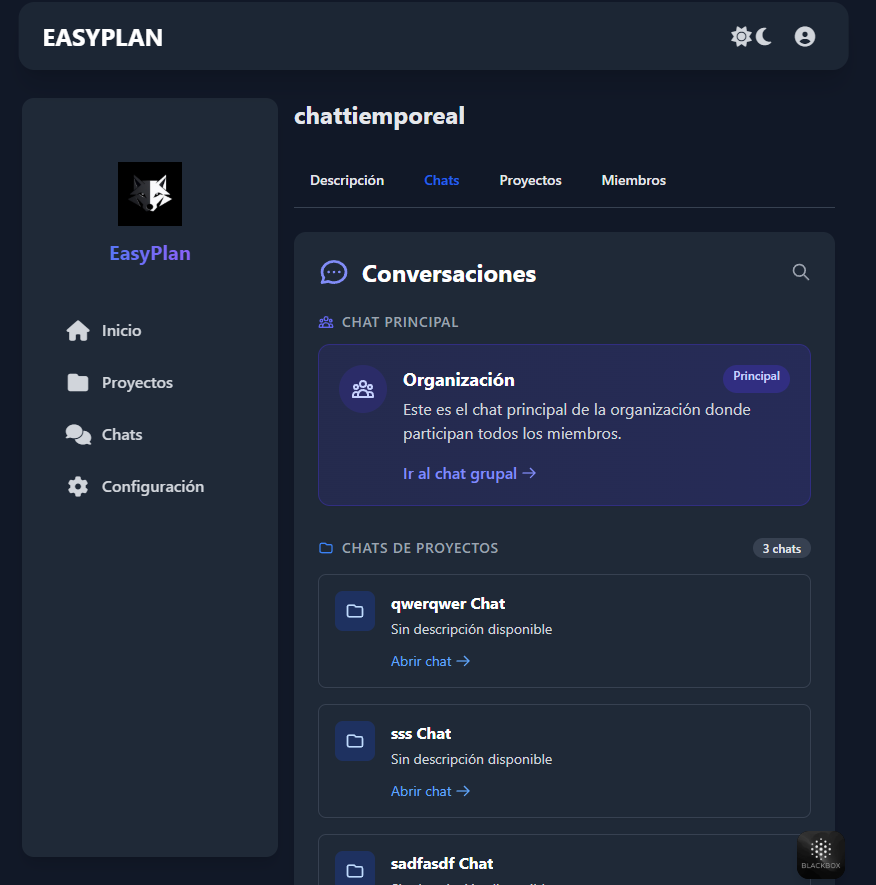 EASYPLAN
EasyPlan
Inicio
Proyectos
Chats
Configuración
chattiemporeal
Descripción
Chats
Proyectos
Miembros
Conversaciones
CHAT PRINCIPAL
Organización
Principal
Este es el chat principal de la organización donde
participan todos los miembros.
Ir al chat grupal →
CHATS DE PROYECTOS
3 chats
qwerqwer Chat
Sin descripción disponible
Abrir chat →
sss Chat
Sin descripción disponible
Abrir chat →
sadfasdf Chat
BLACKBOX